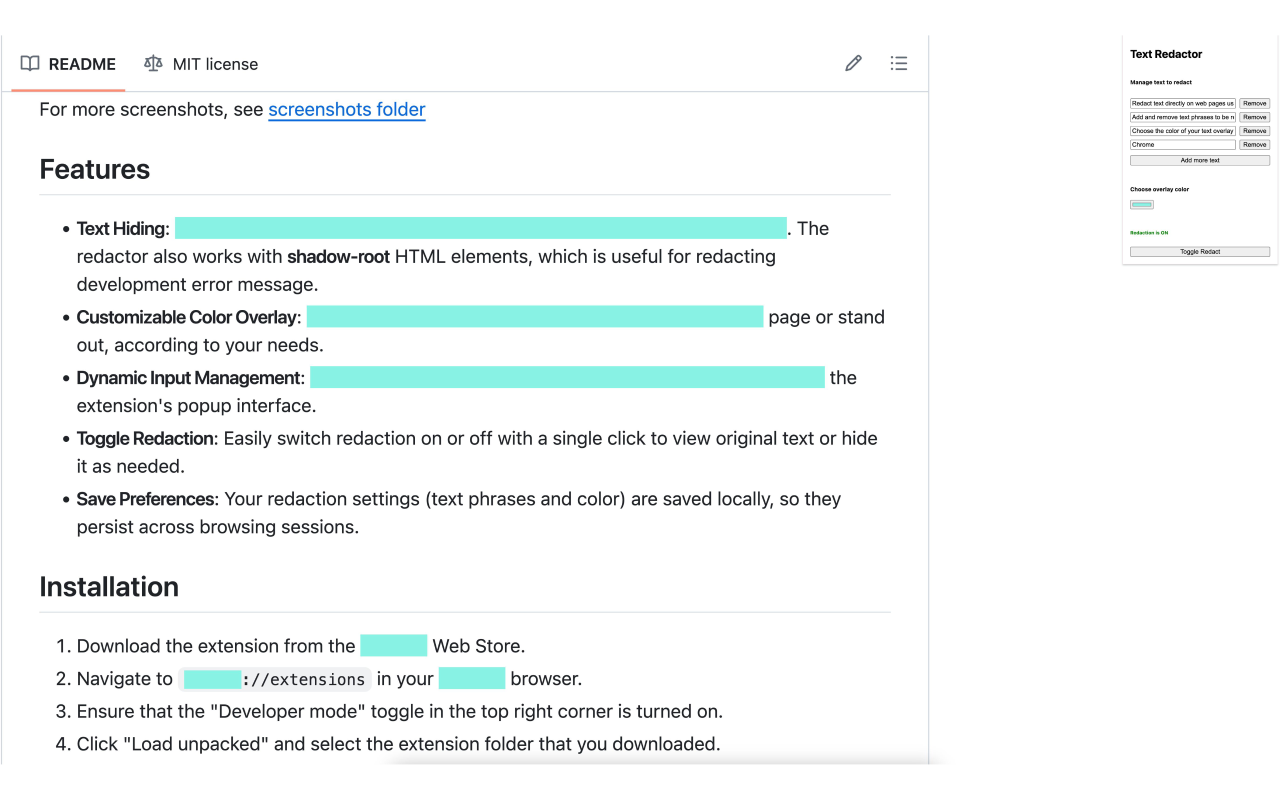 README
MIT license
For more screenshots, see screenshots folder
Features
• Text Hiding: . The
redactor also works with shadow-root HTML elements, which is useful for redacting
development error message.
• Customizable Color Overlay: page or stand
out, according to your needs.
• Dynamic Input Management: the
extension's popup interface.
• Toggle Redaction: Easily switch redaction on or off with a single click to view original text or hide
it as needed.
• Save Preferences: Your redaction settings (text phrases and color) are saved locally, so they
persist across browsing sessions.
Installation
1. Download the extension from the Web Store.
2. Navigate to ://extensions in your browser.
3. Ensure that the "Developer mode" toggle in the top right corner is turned on.
4. Click "Load unpacked" and select the extension folder that you downloaded.
Text Redactor
Manage text to redact
Redact text directly on web pages us Remove
Add and remove text phrases to be n Remove
Choose the color of your text overlay Remove
Chrome Remove
Add more text
Choose overlay color
Redaction is ON
Toggle Redact